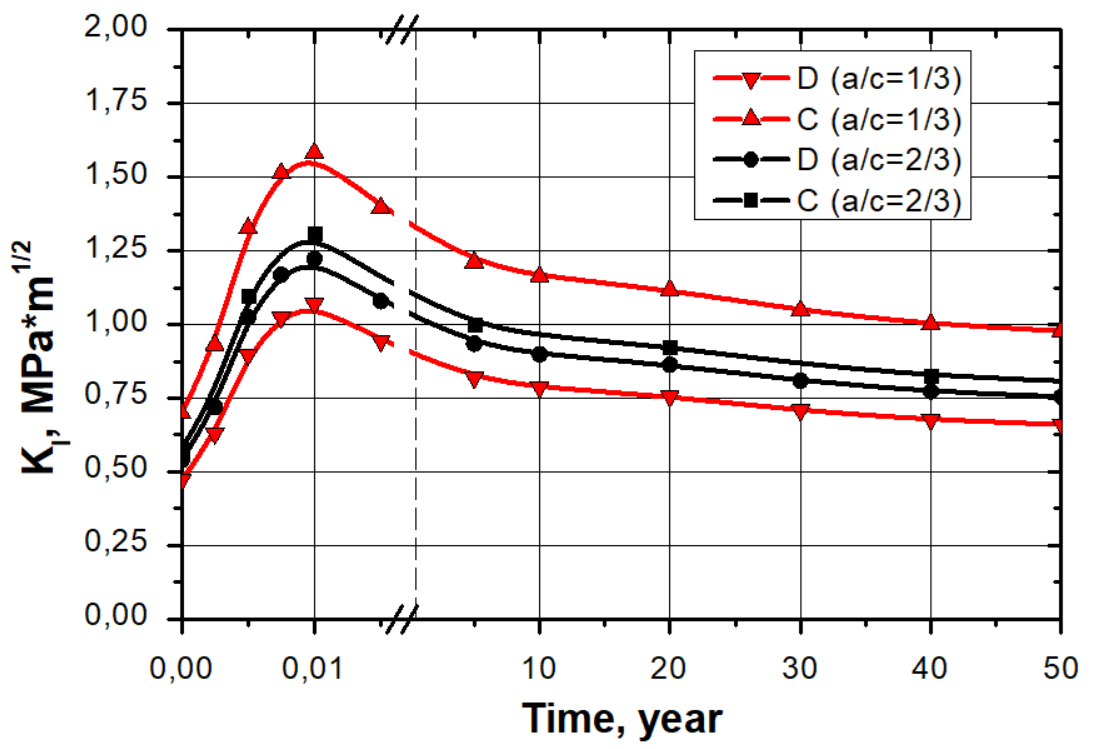 2,00
1,75
1,50
1,25
1,00
0,75
0,50
0,25
0,00
K_I, MPa*m^1/2
D (a/c=1/3)
C (a/c=1/3)
D (a/c=2/3)
C (a/c=2/3)
0,00 0,01 10 20 30 40 50
Time, year